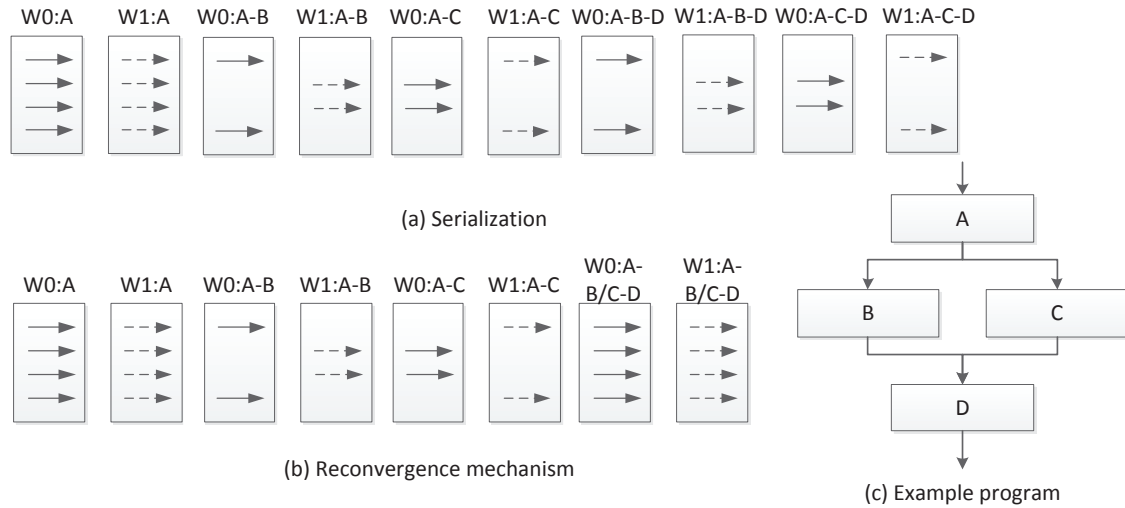 W0:A W1:A W0:A-B W1:A-B W0:A-C W1:A-C W0:A-B-D W1:A-B-D W0:A-C-D W1:A-C-D
(a) Serialization
W0:A W1:A W0:A-B W1:A-B W0:A-C W1:A-C W0:A-
B/C-D W1:A-
B/C-D
(b) Reconvergence mechanism
A
B C
D
(c) Example program